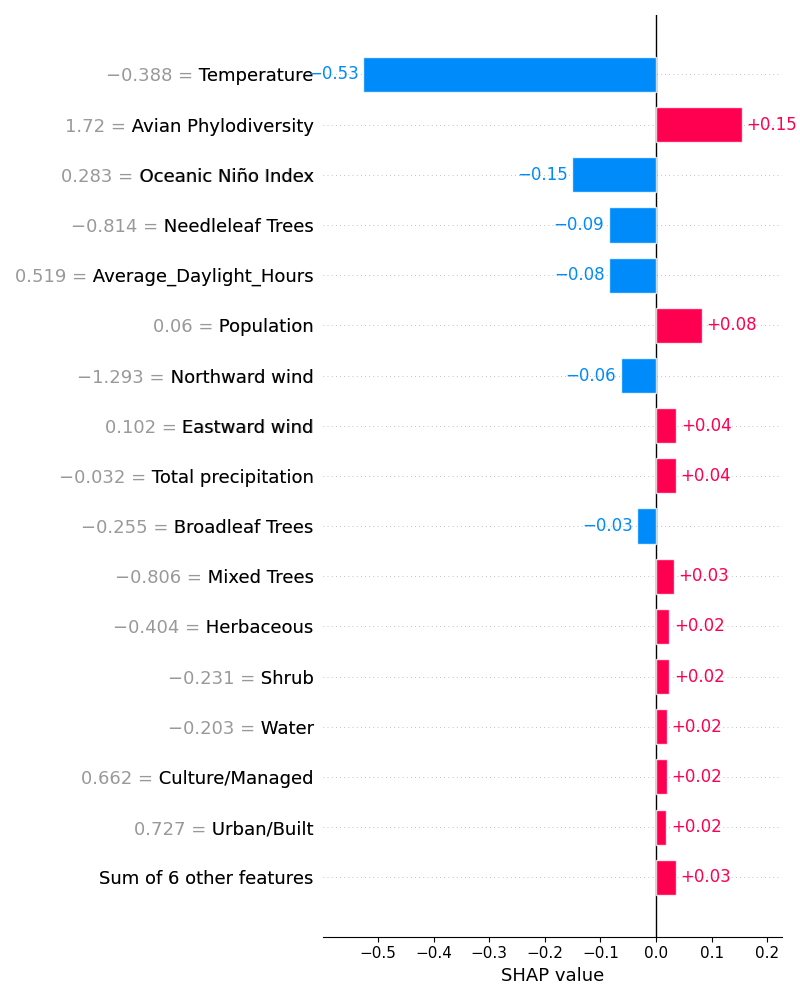 −0.388 = Temperature −0.53
1.72 = Avian Phylodiversity +0.15
0.283 = Oceanic Niño Index −0.15
−0.814 = Needleleaf Trees −0.09
0.519 = Average_Daylight_Hours −0.08
0.06 = Population +0.08
−1.293 = Northward wind −0.06
0.102 = Eastward wind +0.04
−0.032 = Total precipitation +0.04
−0.255 = Broadleaf Trees −0.03
−0.806 = Mixed Trees +0.03
−0.404 = Herbaceous +0.02
−0.231 = Shrub +0.02
−0.203 = Water +0.02
0.662 = Culture/Managed +0.02
0.727 = Urban/Built +0.02
Sum of 6 other features +0.03
−0.5 −0.4 −0.3 −0.2 −0.1 0.0 0.1 0.2
SHAP value